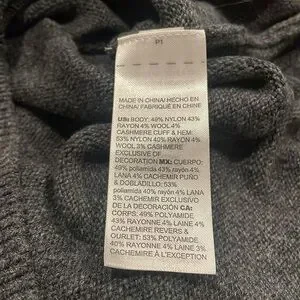 P1
MADE IN CHINA/ HECHO EN
CHINA/ FABRIQUÉ EN CHINE
US: BODY: 49% NYLON 43%
RAYON 4% WOOL 4%
CASHMERE CUFF & HEM:
53% NYLON 40% RAYON 4%
WOOL 3% CASHMERE
EXCLUSIVE OF
DECORATION MX: CUERPO:
49% poliamida 43% rayón 4%
LANA 4% CACHEMIR PUÑO
& DOBLADILLO: 53%
poliamida 40% rayón 4% LANA
3% CACHEMIR EXCLUSIVO
DE LA DECORACIÓN CA:
CORPS: 49% POLYAMIDE
43% RAYONNE 4% LAINE 4%
CACHEMIRE REVERS &
OURLET: 53% POLYAMIDE
40% RAYONNE 4% LAINE 3%
CACHEMIRE À L'EXCEPTION